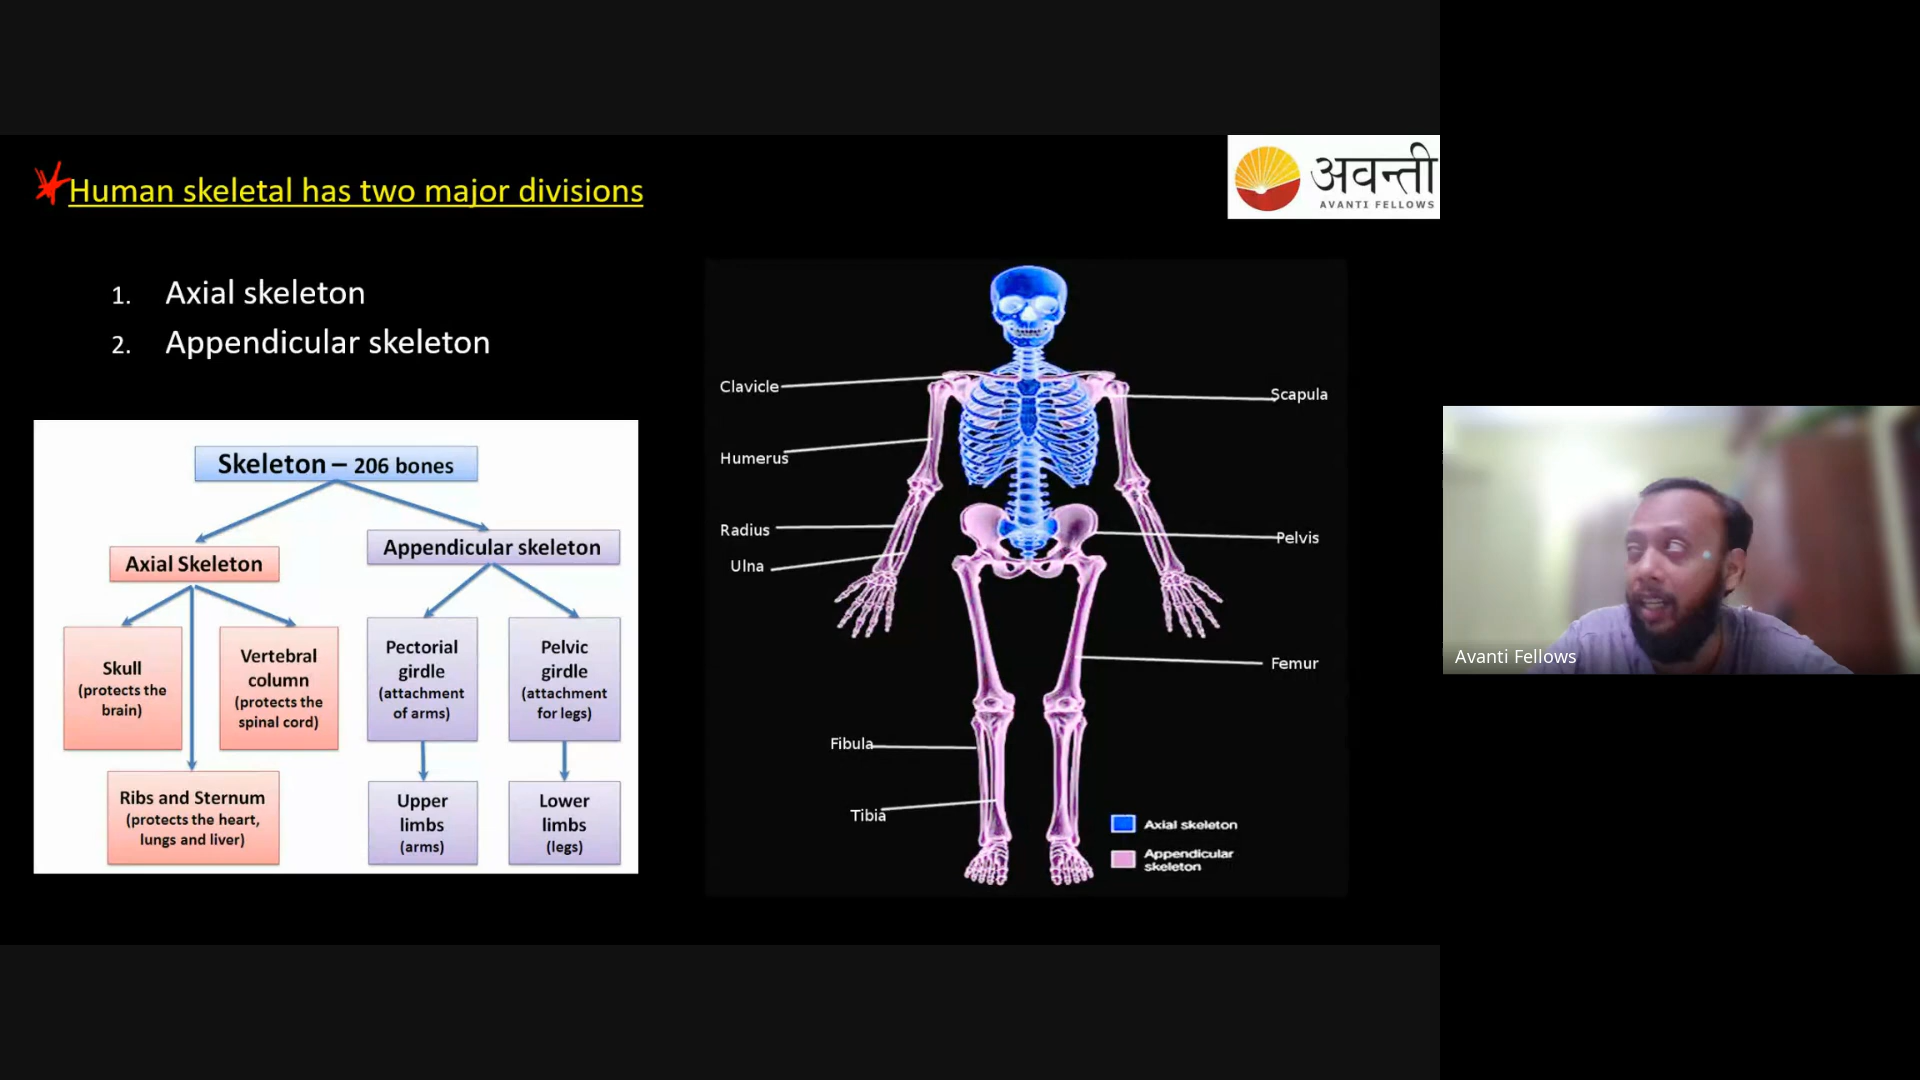 Human skeletal has two major divisions
अवन्ती
AVANTI FELLOWS
1. Axial skeleton
2. Appendicular skeleton
Skeleton – 206 bones
Axial Skeleton
Appendicular skeleton
Skull
(protects the
brain)
Vertebral
column
(protects the
spinal cord)
Pectorial
girdle
(attachment
of arms)
Pelvic
girdle
(attachment
for legs)
Ribs and Sternum
(protects the heart,
lungs and liver)
Upper
limbs
(arms)
Lower
limbs
(legs)
Clavicle
Scapula
Humerus
Radius
Ulna
Pelvis
Femur
Fibula
Tibia
Axial skeleton
Appendicular
skeleton
Avanti Fellows